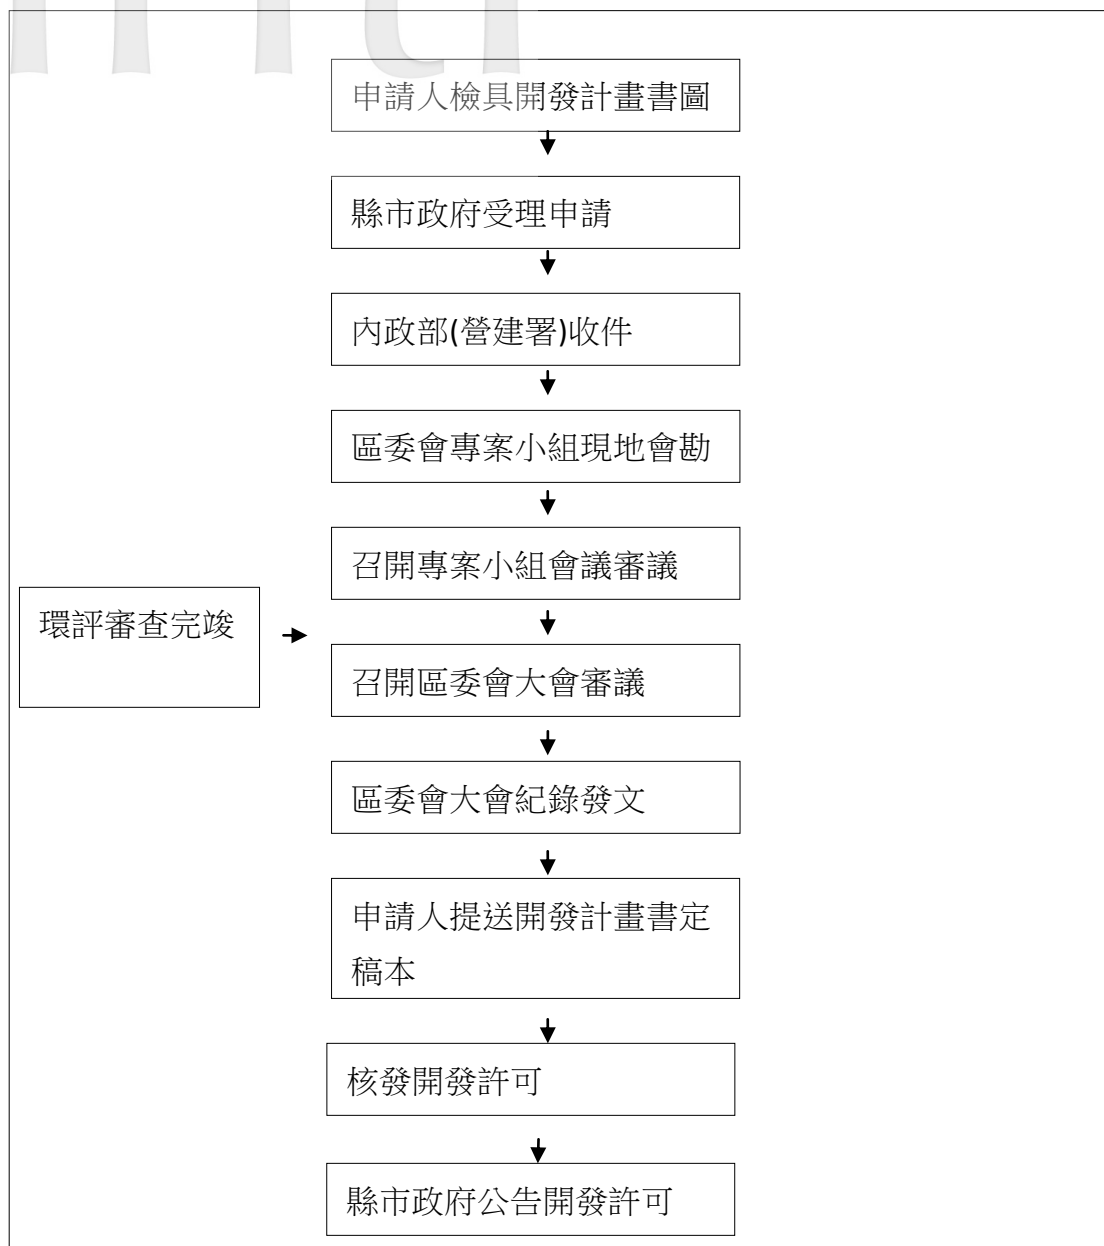 申請人檢具開發計畫書圖
縣市政府受理申請
內政部(營建署)收件
區委會專案小組現地會勘
召開專案小組會議審議
環評審查完竣
召開區委會大會審議
區委會大會紀錄發文
申請人提送開發計畫書定
稿本
核發開發許可
縣市政府公告開發許可